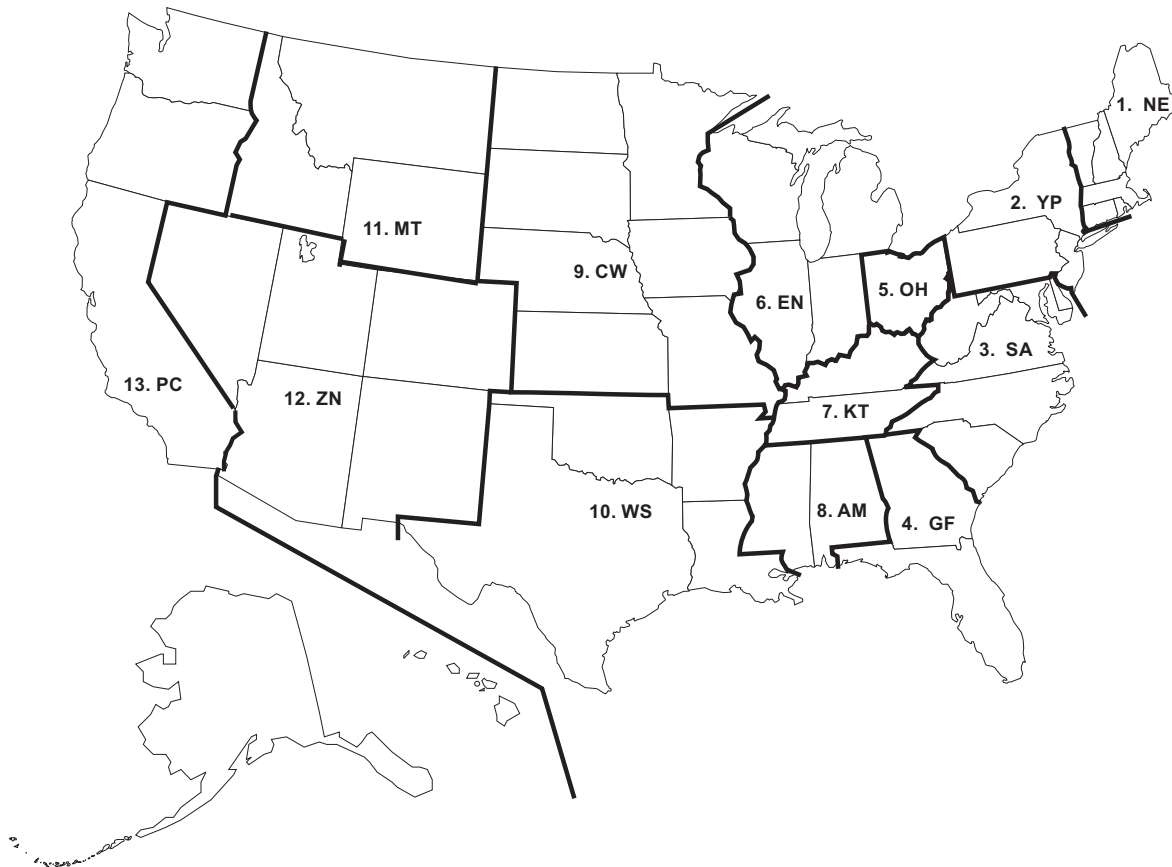 1. NE
2. YP
11. MT
9. CW
5. OH
6. EN
3. SA
13. PC
12. ZN
7. KT
10. WS
8. AM
4. GF